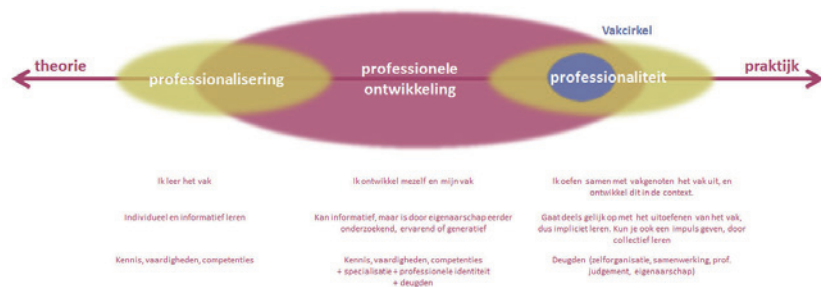 Vakcirkel
theorie
professionalisering
professionele
ontwikkeling
professionaliteit
praktijk
Ik leer het vak
Ik ontwikkel mezelf en mijn vak
Ik oefen samen met vakgenoten het vak uit, en
ontwikkel dit in de context.
Individueel en informatief leren
Kan informatief, maar is door eigenaarschap eerder
onderzoekend, ervarend of generatief
Gaat deels gelijk op met het uitoefenen van het vak,
dus impliciet leren. Kun je ook een impuls geven, door
collectief leren
Kennis, vaardigheden, competenties
Kennis, vaardigheden, competenties
+ specialisatie + professionele identiteit
+ deugden
Deugden (zelforganisatie, samenwerking, prof.
judgement, eigenaarschap)